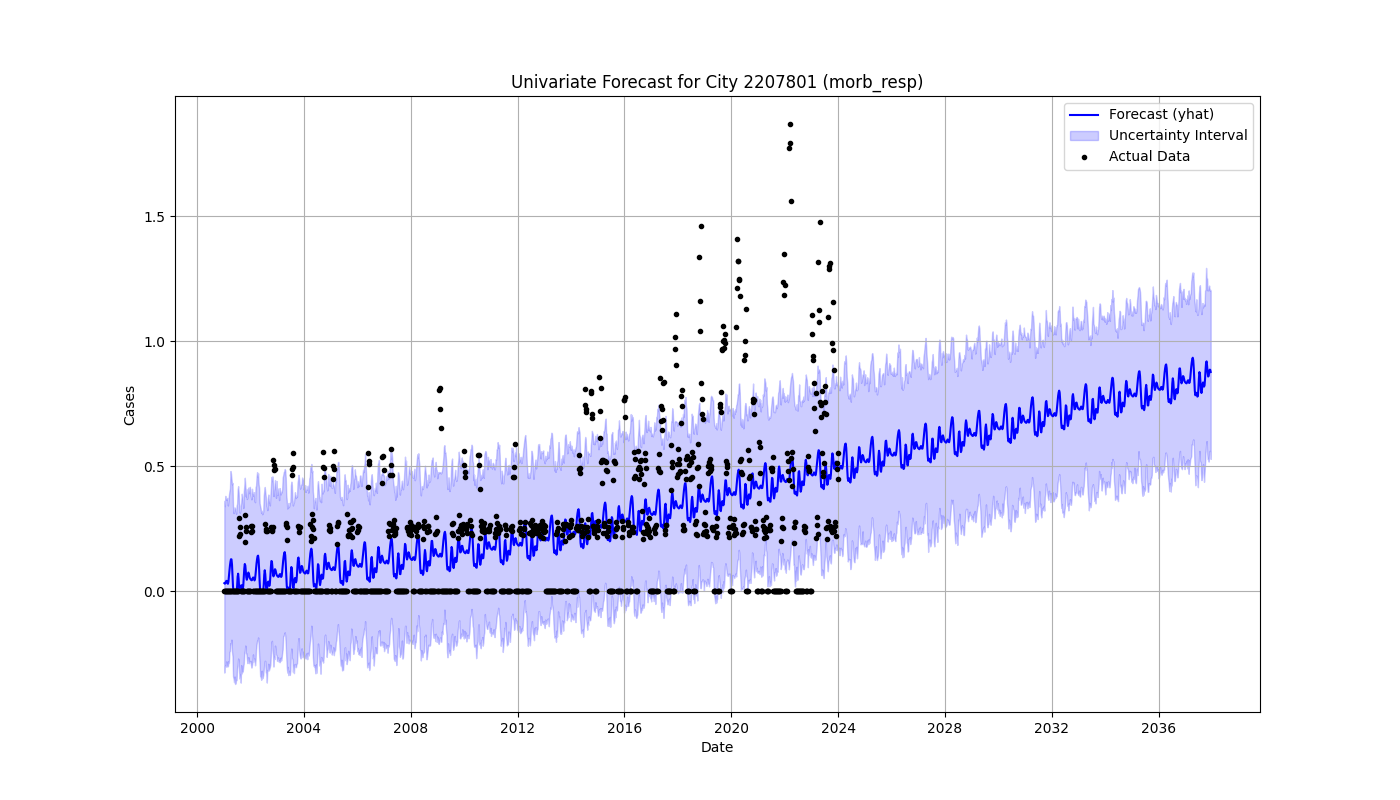 Univariate Forecast for City 2207801 (morb_resp)
Forecast (yhat)
Uncertainty Interval
Actual Data
Cases
1.5
1.0
0.5
0.0
2000 2004 2008 2012 2016 2020 2024 2028 2032 2036
Date